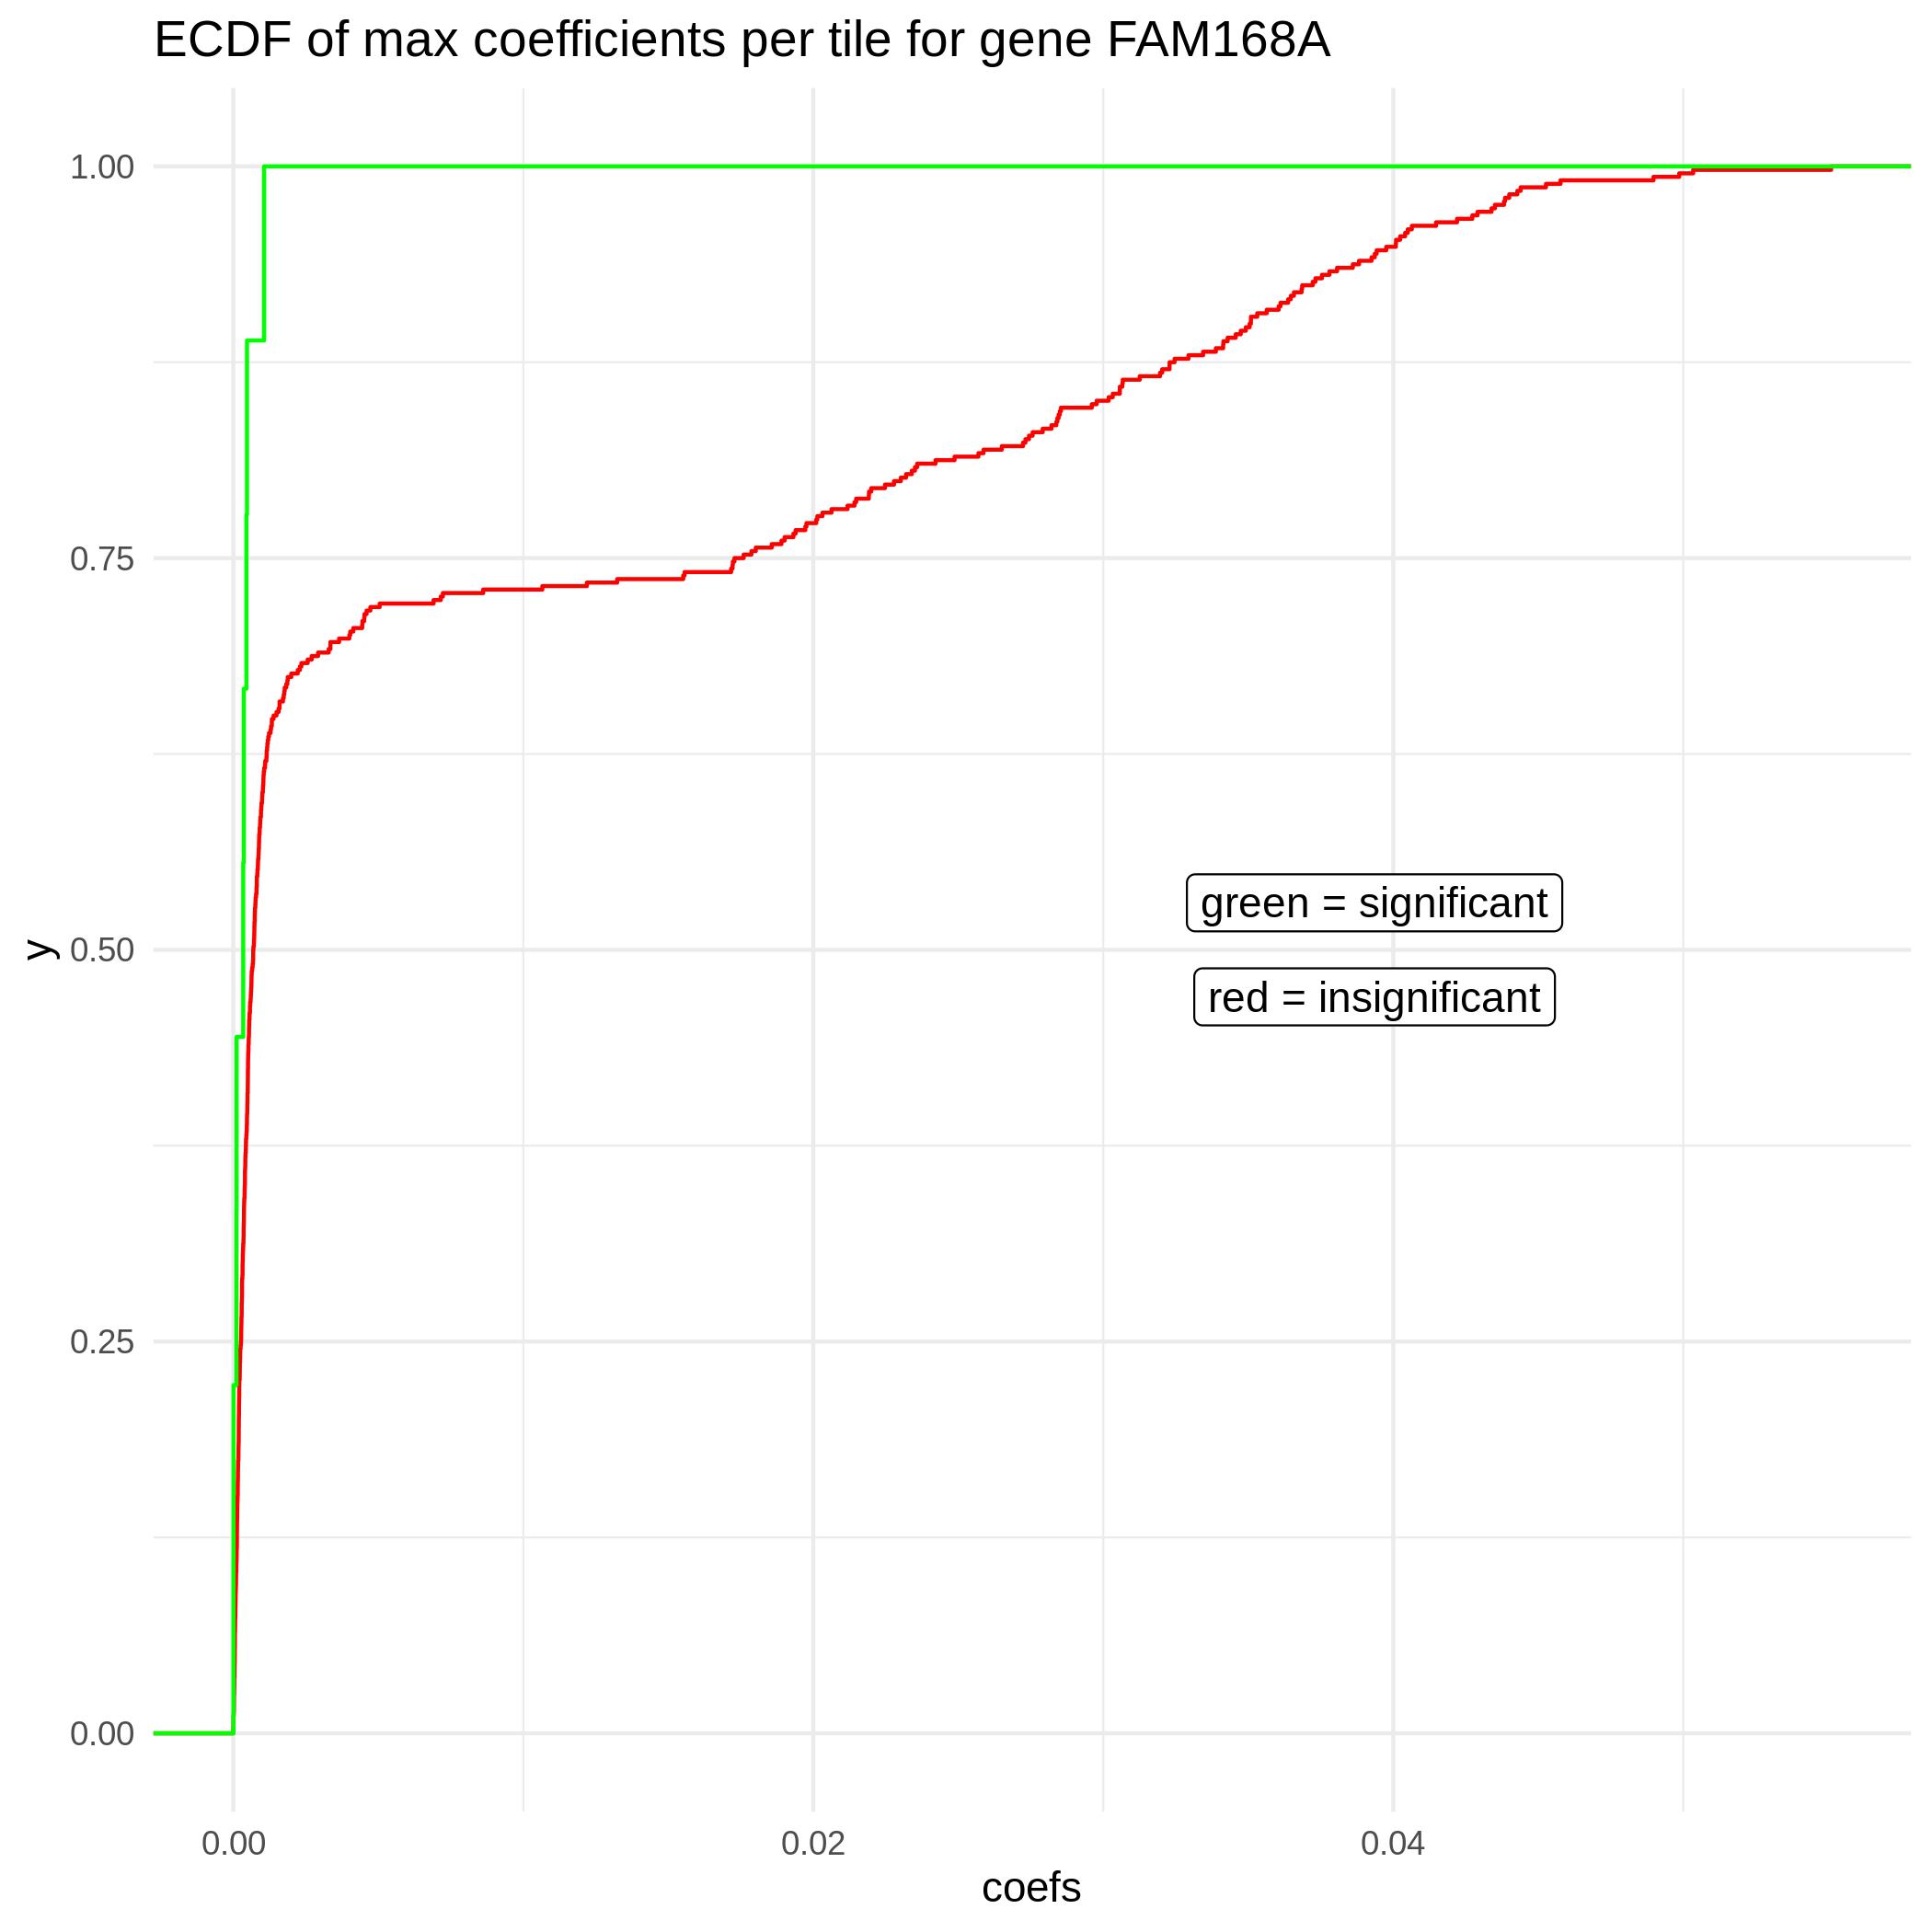 ECDF of max coefficients per tile for gene FAM168A
1.00
0.75
0.50
0.25
0.00
y
green = significant
red = insignificant
0.00
0.02
0.04
coefs